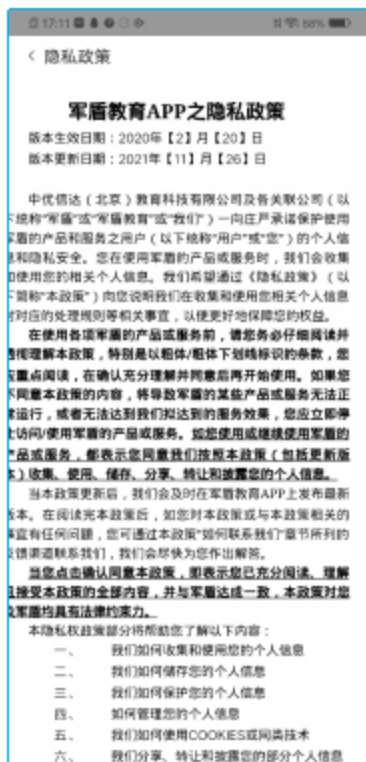 17:11
88%
隐私政策
军盾教育APP之隐私政策
版本生效日期：2020年【2】月【20】日
版本更新日期：2021年【11】月【26】日
中优信达（北京）教育科技有限公司及各关联公司（以
下统称“军盾”或“军盾教育”或“我们”）一向庄严承诺保护使用
军盾的产品和服务之用户（以下统称“用户”或“您”）的个人信
息和隐私安全。您在使用军盾的产品或服务时，我们会收集
和使用您的相关个人信息。我们希望通过《隐私政策》（以
下简称“本政策”）向您说明我们在收集和使用您相关个人信息
时对应的处理规则等相关事宜，以便更好地保障您的权益。
在使用各项军盾的产品或服务前，请您务必仔细阅读并
透彻理解本政策，特别是以粗体/粗体下划线标识的条款，您
应重点阅读，在确认充分理解并同意后再开始使用。如果您
不同意本政策的内容，将导致军盾的某些产品或服务无法正
常运行，或者无法达到我们拟达到的服务效果，您应立即停
止访问/使用军盾的产品或服务。如您使用或继续使用军盾的
产品或服务，都表示您同意我们按照本政策（包括更新版
本）收集、使用、储存、分享、转让和披露您的个人信息。
当本政策更新后，我们会及时在军盾教育APP上发布最新
版本。在阅读完本政策后，如您对本政策或与本政策相关的
事宜有任何问题，您可通过本政策“如何联系我们”章节所列的
反馈渠道联系我们，我们会尽快为您作出解答。
当您点击确认同意本政策，即表示您已充分阅读、理解
且接受本政策的全部内容，并与军盾达成一致，本政策对您
及军盾均具有法律约束力。
本隐私权政策部分将帮助您了解以下内容：
一、 我们如何收集和使用您的个人信息
二、 我们如何储存您的个人信息
三、 我们如何保护您的个人信息
四、 如何管理您的个人信息
五、 我们如何使用COOKIES或同类技术
六、 我们分享、转让和披露您的部分个人信息